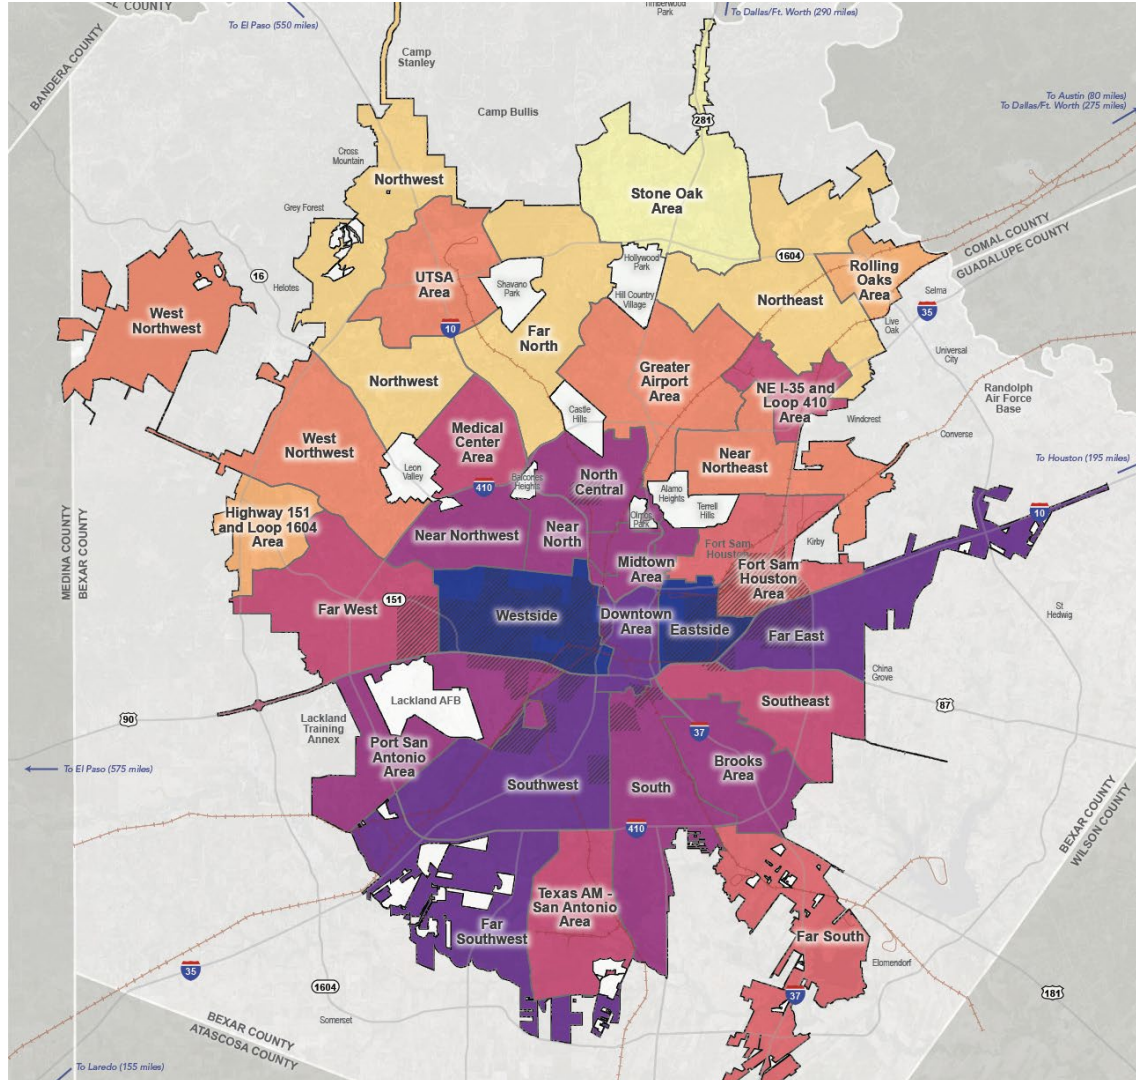 COUNTY
Timberwood
Park
To Dallas/Ft. Worth (290 miles)
To El Paso (550 miles)
BANDERA COUNTY
Camp
Stanley
Camp Bullis
281
To Austin (80 miles)
To Dallas/Ft. Worth (275 miles)
Cross
Mountain
Northwest
Stone Oak
Area
Grey Forest
COMAL COUNTY
GUADALUPE COUNTY
1604
Rolling
Oaks
Area
Hollywood
Park
UTSA
Area
Shavano
Park
16
Helotes
Selma
Hill Country
Village
Northeast
35
West
Northwest
10
Far
North
Live
Oak
Universal
City
Greater
Airport
Area
Northwest
NE I-35 and
Loop 410
Area
Randolph
Air Force
Base
Castle
Hills
Windcrest
Medical
Center
Area
Converse
West
Northwest
Near
Northeast
To Houston (195 miles)
Leon
Valley
410
Balcones
Heights
North
Central
Alamo
Heights
Terrell
Hills
Highway 151
and Loop 1604
Area
Olmos
Park
10
Near Northwest
Near
North
Fort Sam
Houston
Kirby
MEDINA COUNTY
BEXAR COUNTY
Midtown
Area
Fort Sam
Houston
Area
Far West
151
Westside
Downtown
Area
Eastside
Far East
St
Hedwig
China
Grove
Lackland AFB
Southeast
90
87
Lackland
Training
Annex
37
Port San
Antonio
Area
To El Paso (575 miles)
Brooks
Area
Southwest
South
BEXAR COUNTY
WILSON COUNTY
410
Texas AM -
San Antonio
Area
Far
Southwest
Far South
Elomendorf
35
1604
37
181
Somerset
BEXAR COUNTY
ATASCOSA COUNTY
To Laredo (155 miles)